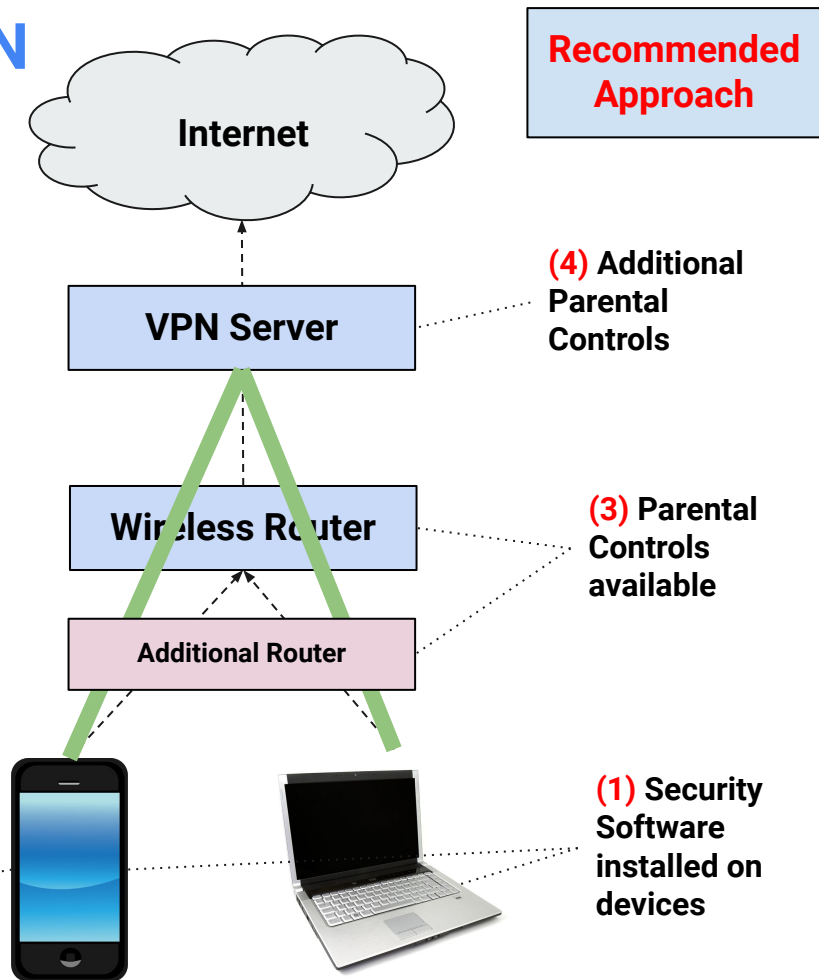 N
Recommended
Approach
Internet
(4) Additional
Parental
Controls
VPN Server
Wireless Router
(3) Parental
Controls
available
Additional Router
(1) Security
Software
installed on
devices